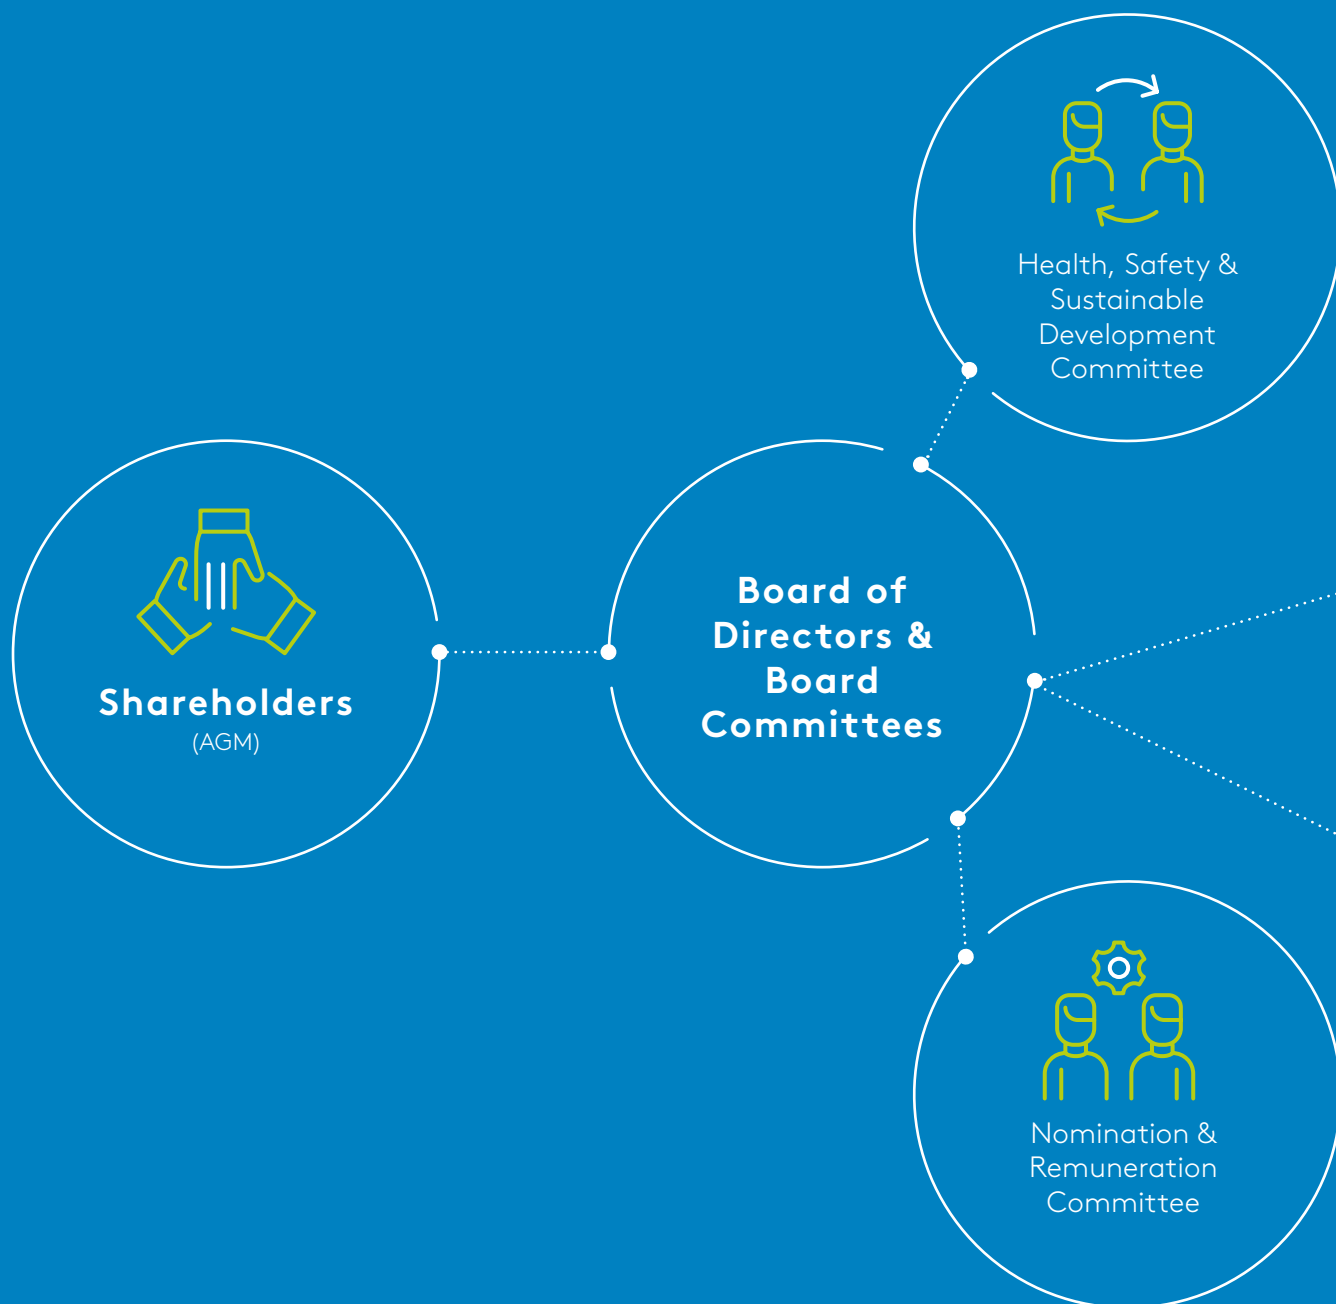 Shareholders
(AGM)
Board of
Directors &
Board
Committees
Health, Safety &
Sustainable
Development
Committee
Nomination &
Remuneration
Committee